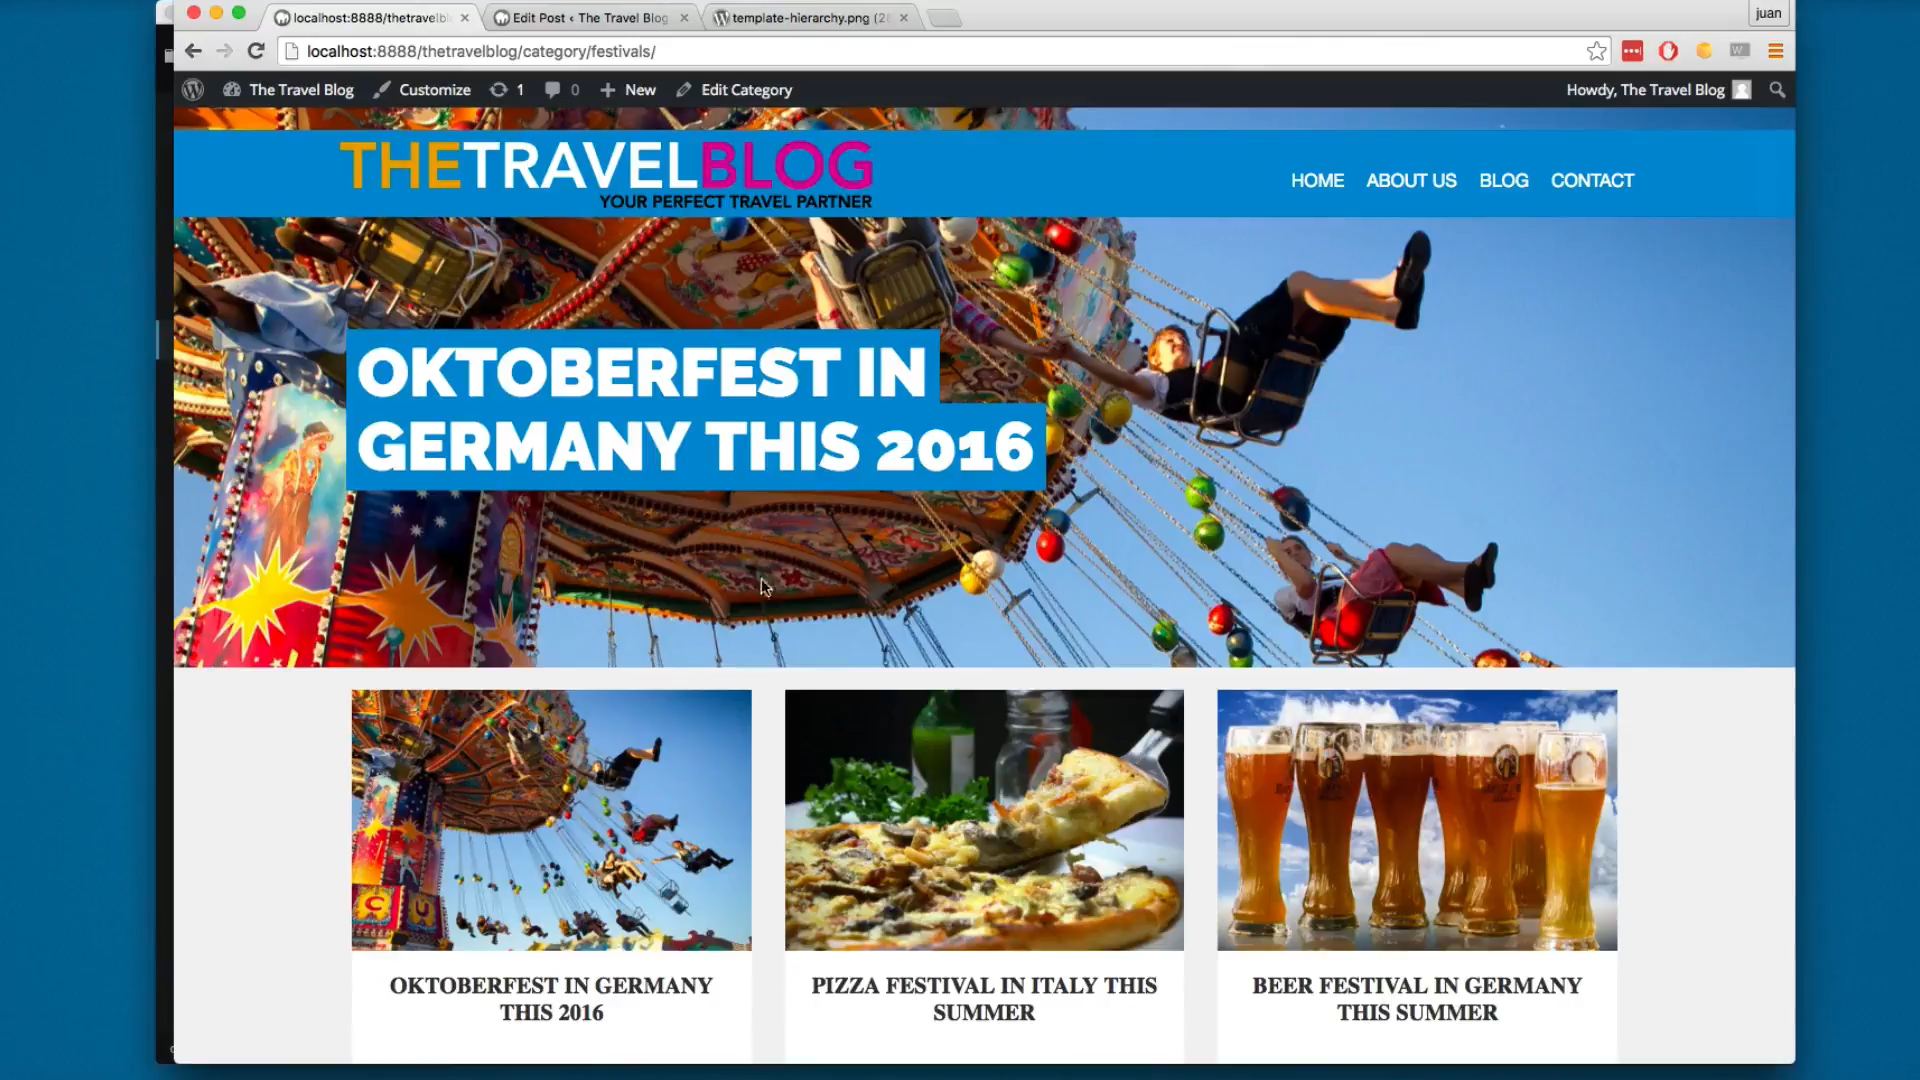 localhost:8888/thetravelbl
Edit Post ‹ The Travel Blog
template-hierarchy.png (2
juan
localhost:8888/thetravelblog/category/festivals/
The Travel Blog
Customize
1
0
New
Edit Category
Howdy, The Travel Blog
THETRAVELBLOG
YOUR PERFECT TRAVEL PARTNER
HOME
ABOUT US
BLOG
CONTACT
OKTOBERFEST IN
GERMANY THIS 2016
OKTOBERFEST IN GERMANY
THIS 2016
PIZZA FESTIVAL IN ITALY THIS
SUMMER
BEER FESTIVAL IN GERMANY
THIS SUMMER